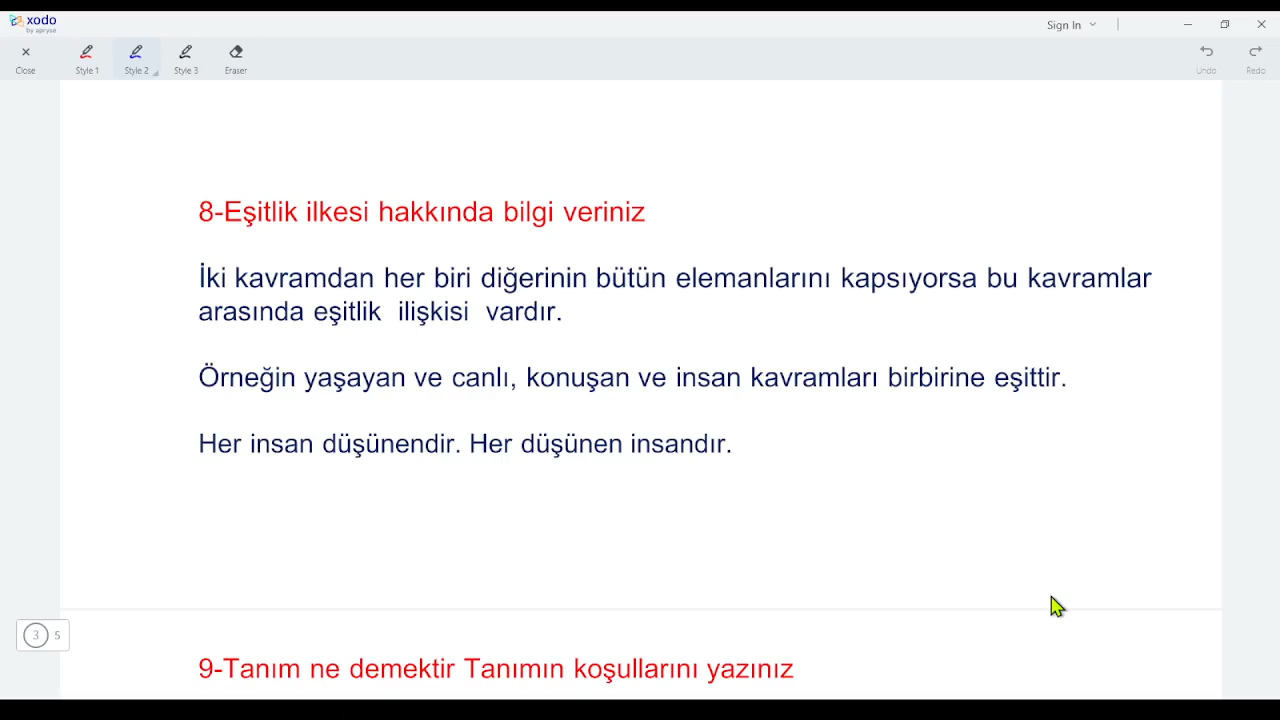 xodo
by apryse
Sign In
Close
Style 1
Style 2
Style 3
Eraser
Undo
Redo
8-Eşitlik ilkesi hakkında bilgi veriniz
İki kavramdan her biri diğerinin bütün elemanlarını kapsıyorsa bu kavramlar
arasında eşitlik ilişkisi vardır.
Örneğin yaşayan ve canlı, konuşan ve insan kavramları birbirine eşittir.
Her insan düşünendir. Her düşünen insandır.
3 5
9-Tanım ne demektir Tanımın koşullarını yazınız